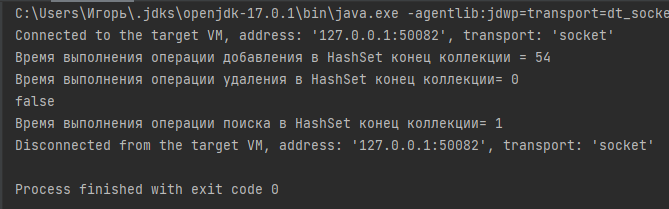 C:\Users\Игорь\.jdks\openjdk-17.0.1\bin\java.exe -agentlib:jdwp=transport=dt_socke
Connected to the target VM, address: '127.0.0.1:50082', transport: 'socket'
Время выполнения операции добавления в HashSet конец коллекции = 54
Время выполнения операции удаления в HashSet конец коллекции= 0
false
Время выполнения операции поиска в HashSet конец коллекции= 1
Disconnected from the target VM, address: '127.0.0.1:50082', transport: 'socket'
Process finished with exit code 0